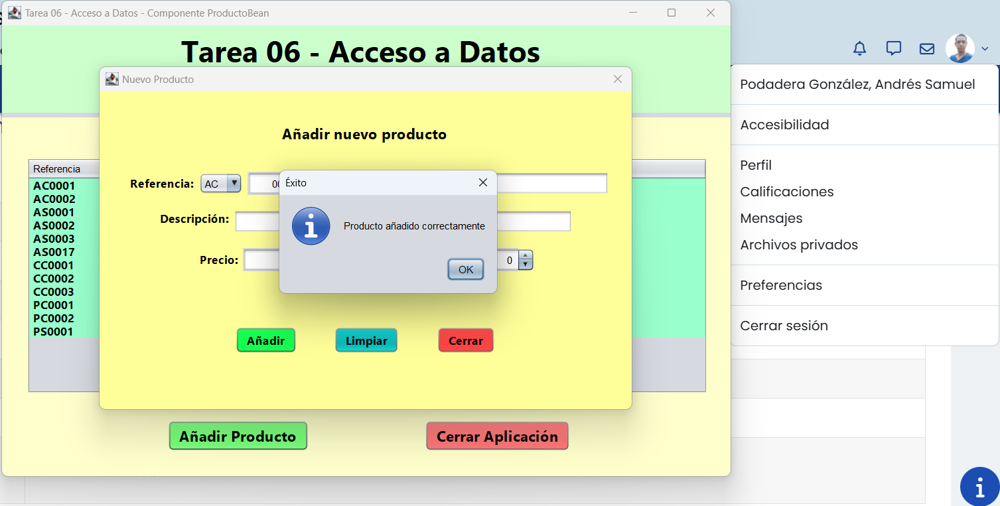 Tarea 06 - Acceso a Datos - Componente ProductoBean
Tarea 06 - Acceso a Datos
Nuevo Producto
Añadir nuevo producto
Referencia
AC0001
AC0002
AS0001
AS0002
AS0003
AS0017
CC0001
CC0002
CC0003
PC0001
PC0002
PS0001
Referencia: AC
Descripción:
Precio: 0
Éxito
Producto añadido correctamente
OK
Añadir Limpiar Cerrar
Añadir Producto Cerrar Aplicación
Podadera González, Andrés Samuel
Accesibilidad
Perfil
Calificaciones
Mensajes
Archivos privados
Preferencias
Cerrar sesión